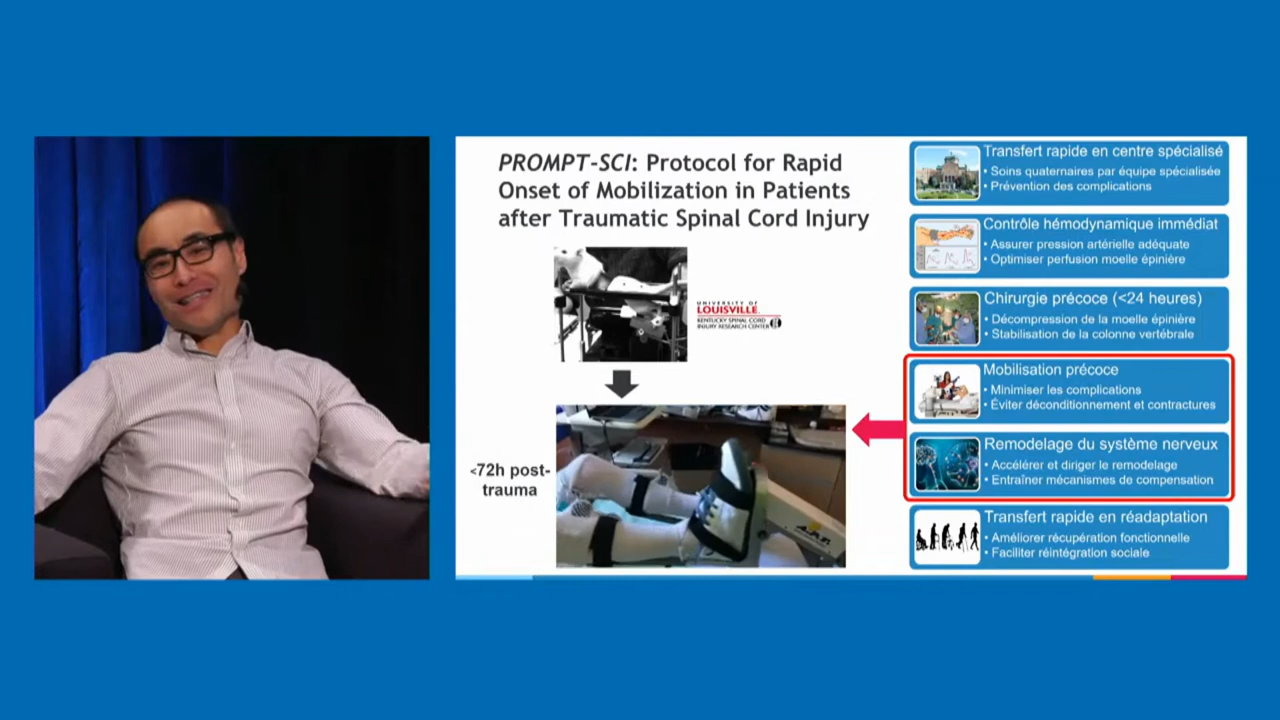 PROMPT-SCI: Protocol for Rapid
Onset of Mobilization in Patients
after Traumatic Spinal Cord Injury
UNIVERSITY OF
LOUISVILLE.
KENTUCKY SPINAL CORD
INJURY RESEARCH CENTER
<72h post-
trauma
Transfert rapide en centre spécialisé
• Soins quaternaires par équipe spécialisée
• Prévention des complications
Contrôle hémodynamique immédiat
• Assurer pression artérielle adéquate
• Optimiser perfusion moelle épinière
Chirurgie précoce (<24 heures)
• Décompression de la moelle épinière
• Stabilisation de la colonne vertébrale
Mobilisation précoce
• Minimiser les complications
• Éviter déconditionnement et contractures
Remodelage du système nerveux
• Accélérer et diriger le remodelage
• Entraîner mécanismes de compensation
Transfert rapide en réadaptation
• Améliorer récupération fonctionnelle
• Faciliter réintégration sociale